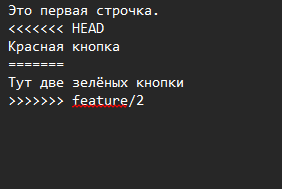 Это первая строчка.
<<<<<<< HEAD
Красная кнопка
=======
Тут две зелёных кнопки
>>>>>>> feature/2